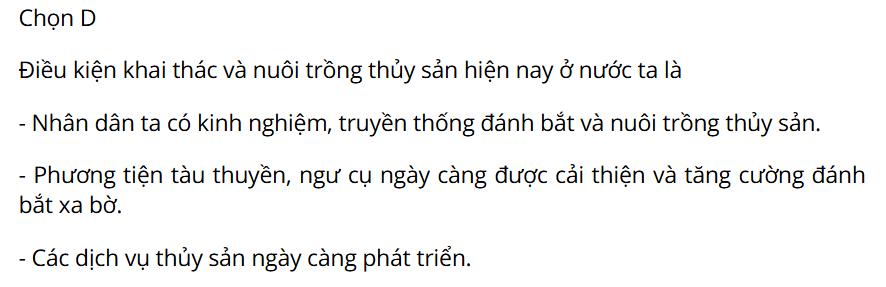 Chọn D
Điều kiện khai thác và nuôi trồng thủy sản hiện nay ở nước ta là
- Nhân dân ta có kinh nghiệm, truyền thống đánh bắt và nuôi trồng thủy sản.
- Phương tiện tàu thuyền, ngư cụ ngày càng được cải thiện và tăng cường đánh
bắt xa bờ.
- Các dịch vụ thủy sản ngày càng phát triển.